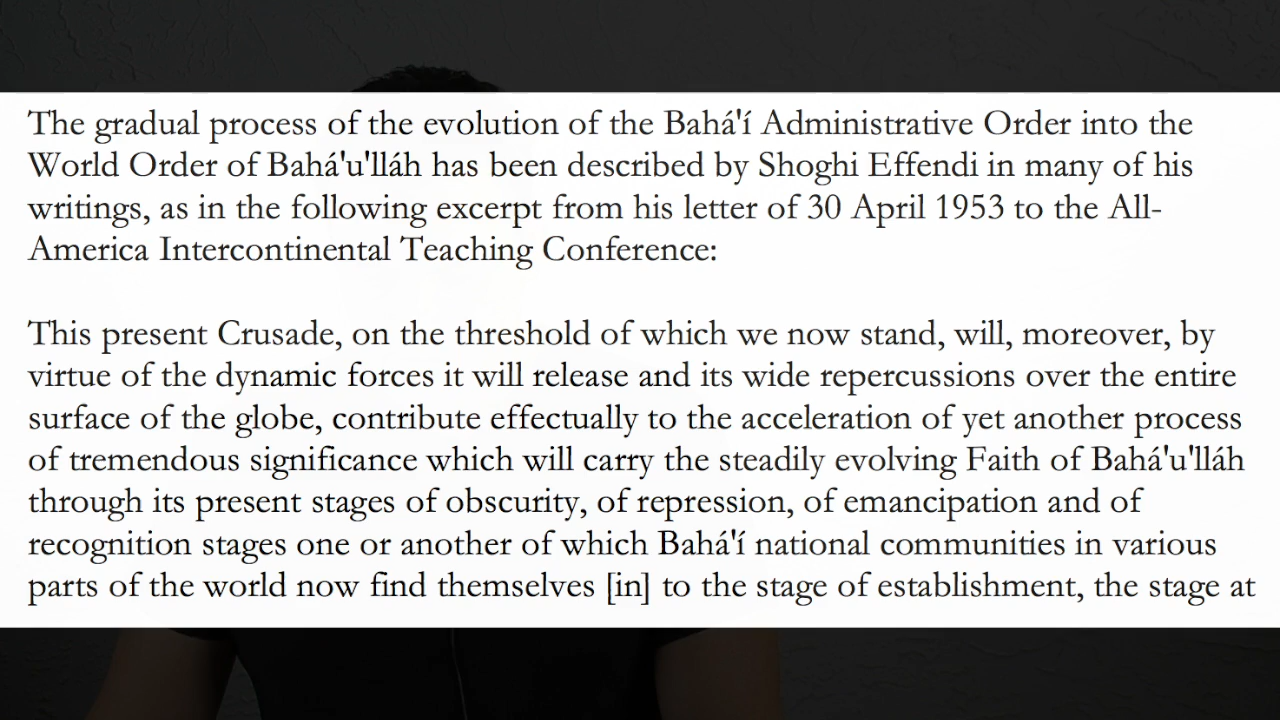 The gradual process of the evolution of the Bahá'í Administrative Order into the
World Order of Bahá'u'lláh has been described by Shoghi Effendi in many of his
writings, as in the following excerpt from his letter of 30 April 1953 to the All-
America Intercontinental Teaching Conference:
This present Crusade, on the threshold of which we now stand, will, moreover, by
virtue of the dynamic forces it will release and its wide repercussions over the entire
surface of the globe, contribute effectually to the acceleration of yet another process
of tremendous significance which will carry the steadily evolving Faith of Bahá'u'lláh
through its present stages of obscurity, of repression, of emancipation and of
recognition stages one or another of which Bahá'í national communities in various
parts of the world now find themselves [in] to the stage of establishment, the stage at